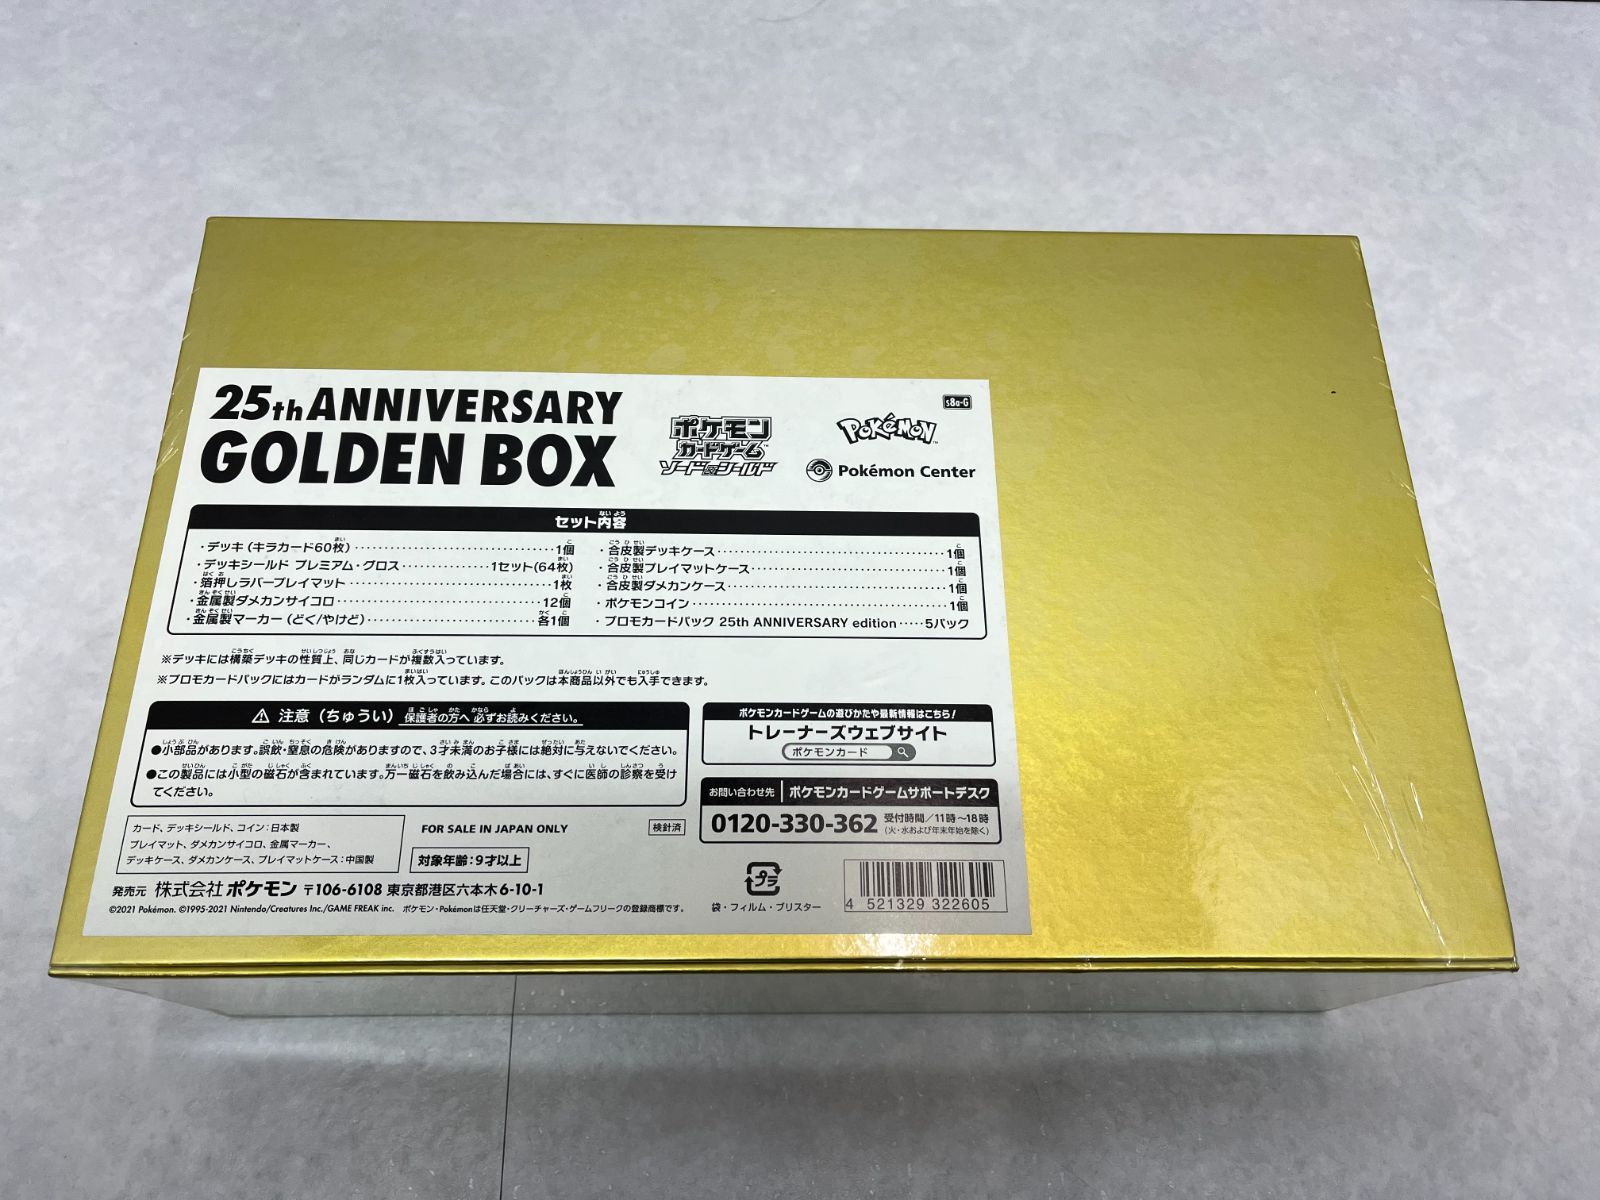 25th ANNIVERSARY
GOLDEN BOX
ポケモン
カードゲーム
ソード&シールド
s8a-G
POKéMON
Pokémon Center
セット内容
・デッキ(キラカード60枚)……………………………1個
・デッキシールド プレミアム・グロス……………1セット(64枚)
・箔押しラバープレイマット……………………………1枚
・金属製ダメカンサイコロ……………………………12個
・金属製マーカー(どく/やけど)……………………各1個
・合皮製デッキケース……………………………1個
・合皮製プレイマットケース……………………………1個
・合皮製ダメカンケース……………………………1個
・ポケモンコイン……………………………1個
・プロモカードパック 25th ANNIVERSARY edition……5パック
※デッキには構築デッキの性質上、同じカードが複数入っています。
※プロモカードパックにはカードがランダムに1枚入っています。このパックは本商品以外でも入手できます。
⚠ 注意(ちゅうい) 保護者の方へ 必ずお読みください。
●小部品があります。誤飲・窒息の危険がありますので、3才未満のお子様には絶対に与えないでください。
●この製品には小型の磁石が含まれています。万一磁石を飲み込んだ場合には、すぐに医師の診察を受け
てください。
ポケモンカードゲームの遊びかたや最新情報はこちら!
トレーナーズウェブサイト
ポケモンカード
お問い合わせ先 ポケモンカードゲームサポートデスク
0120-330-362 受付時間/11時~18時
(火・水および年末年始を除く)
カード、デッキシールド、コイン:日本製
プレイマット、ダメカンサイコロ、金属マーカー、
デッキケース、ダメカンケース、プレイマットケース:中国製
FOR SALE IN JAPAN ONLY
検針済
対象年齢:9才以上
発売元 株式会社ポケモン 〒106-6108 東京都港区六本木6-10-1
©2021 Pokémon. ©1995-2021 Nintendo/Creatures Inc./GAME FREAK inc. ポケモン・Pokémonは任天堂・クリーチャーズ・ゲームフリークの登録商標です。
プラ
袋・フィルム・ブリスター
4 521329 322605